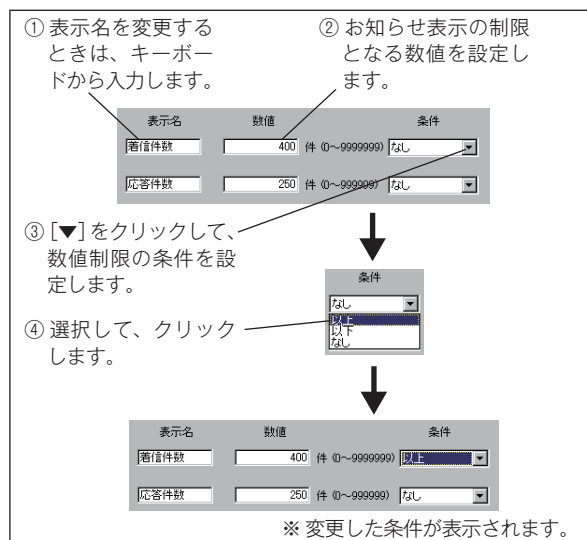 ① 表示名を変更する
ときは、キーボー
ドから入力します。
② お知らせ表示の制限
となる数値を設定し
ます。
表示名 数値 条件
着信件数 400 件 (0～9999999) なし
応答件数 250 件 (0～999999) なし
③ [▼]をクリックして、
数値制限の条件を設
定します。
条件
なし
以上
以下
なし
④ 選択して、クリック
します。
表示名 数値 条件
着信件数 400 件 (0～9999999) 以上
応答件数 250 件 (0～999999) なし
※ 変更した条件が表示されます。